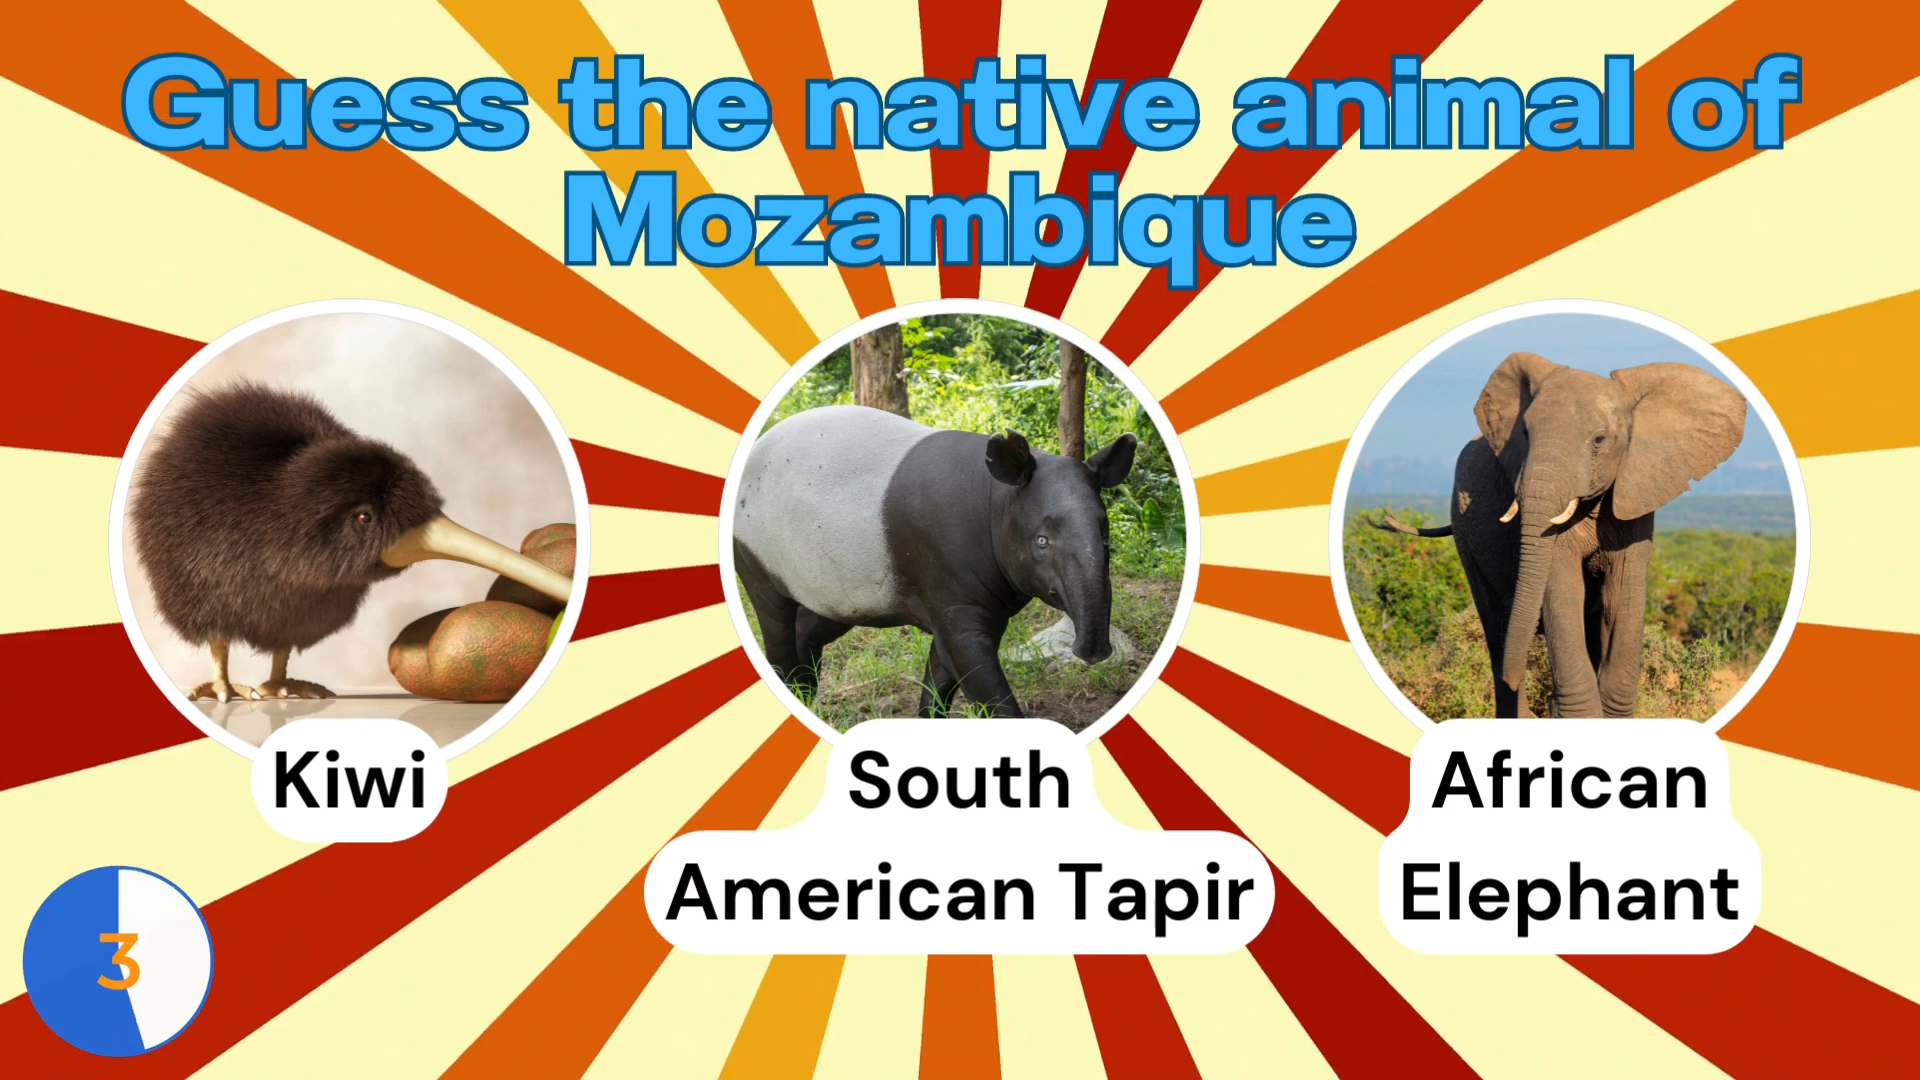 Guess the native animal of
Mozambique
Kiwi
South
American Tapir
African
Elephant
3